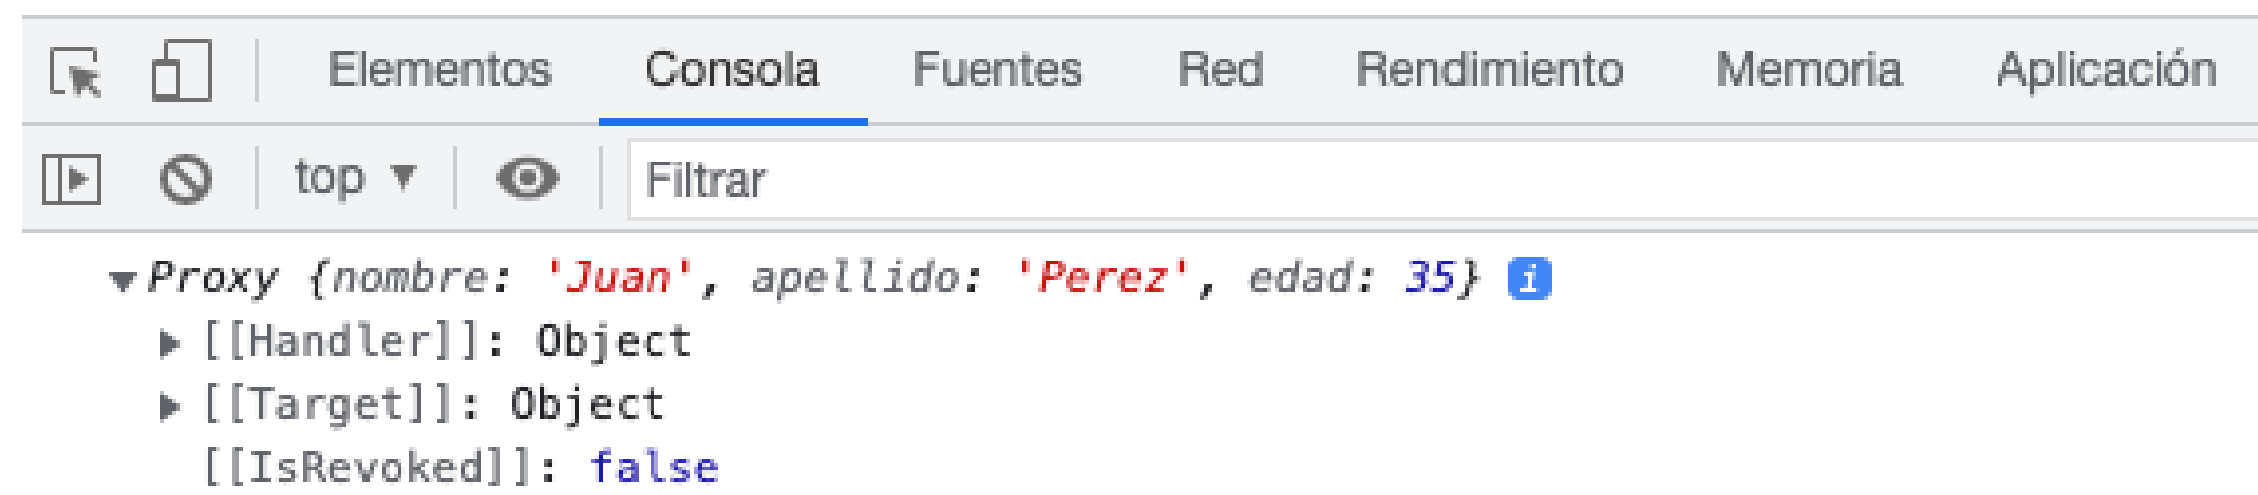 Elementos Consola Fuentes Red Rendimiento Memoria Aplicación
top Filtrar
Proxy {nombre: 'Juan', apellido: 'Perez', edad: 35} i
[[Handler]]: Object
[[Target]]: Object
[[IsRevoked]]: false